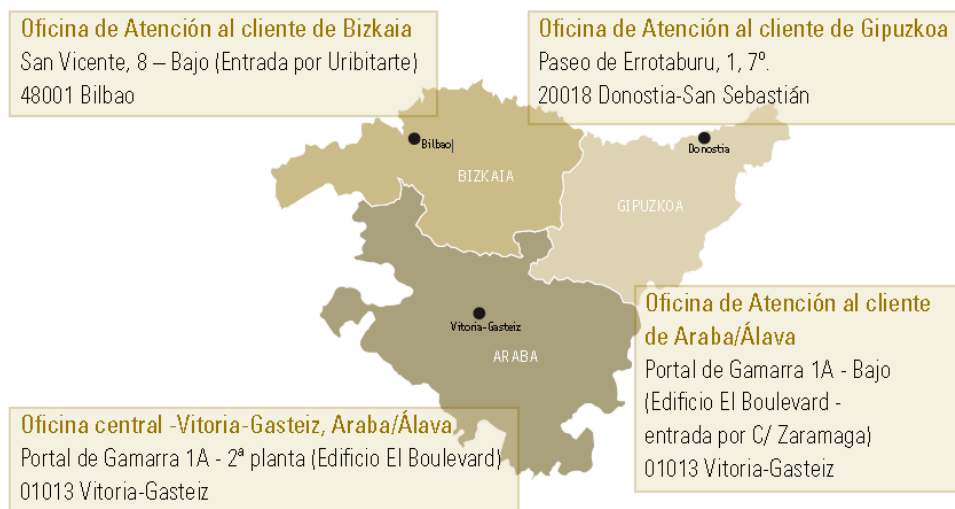 Oficina de Atención al cliente de Bizkaia
San Vicente, 8 – Bajo (Entrada por Uribitarte)
48001 Bilbao
Oficina de Atención al cliente de Gipuzkoa
Paseo de Errotaburu, 1, 7º.
20018 Donostia-San Sebastián
Bilbao
Donostia
BIZKAIA
GIPUZKOA
Vitoria-Gasteiz
ARABA
Oficina de Atención al cliente
de Araba/Álava
Portal de Gamarra 1A - Bajo
(Edificio El Boulevard -
entrada por C/ Zaramaga)
01013 Vitoria-Gasteiz
Oficina central -Vitoria-Gasteiz, Araba/Álava
Portal de Gamarra 1A - 2ª planta (Edificio El Boulevard)
01013 Vitoria-Gasteiz